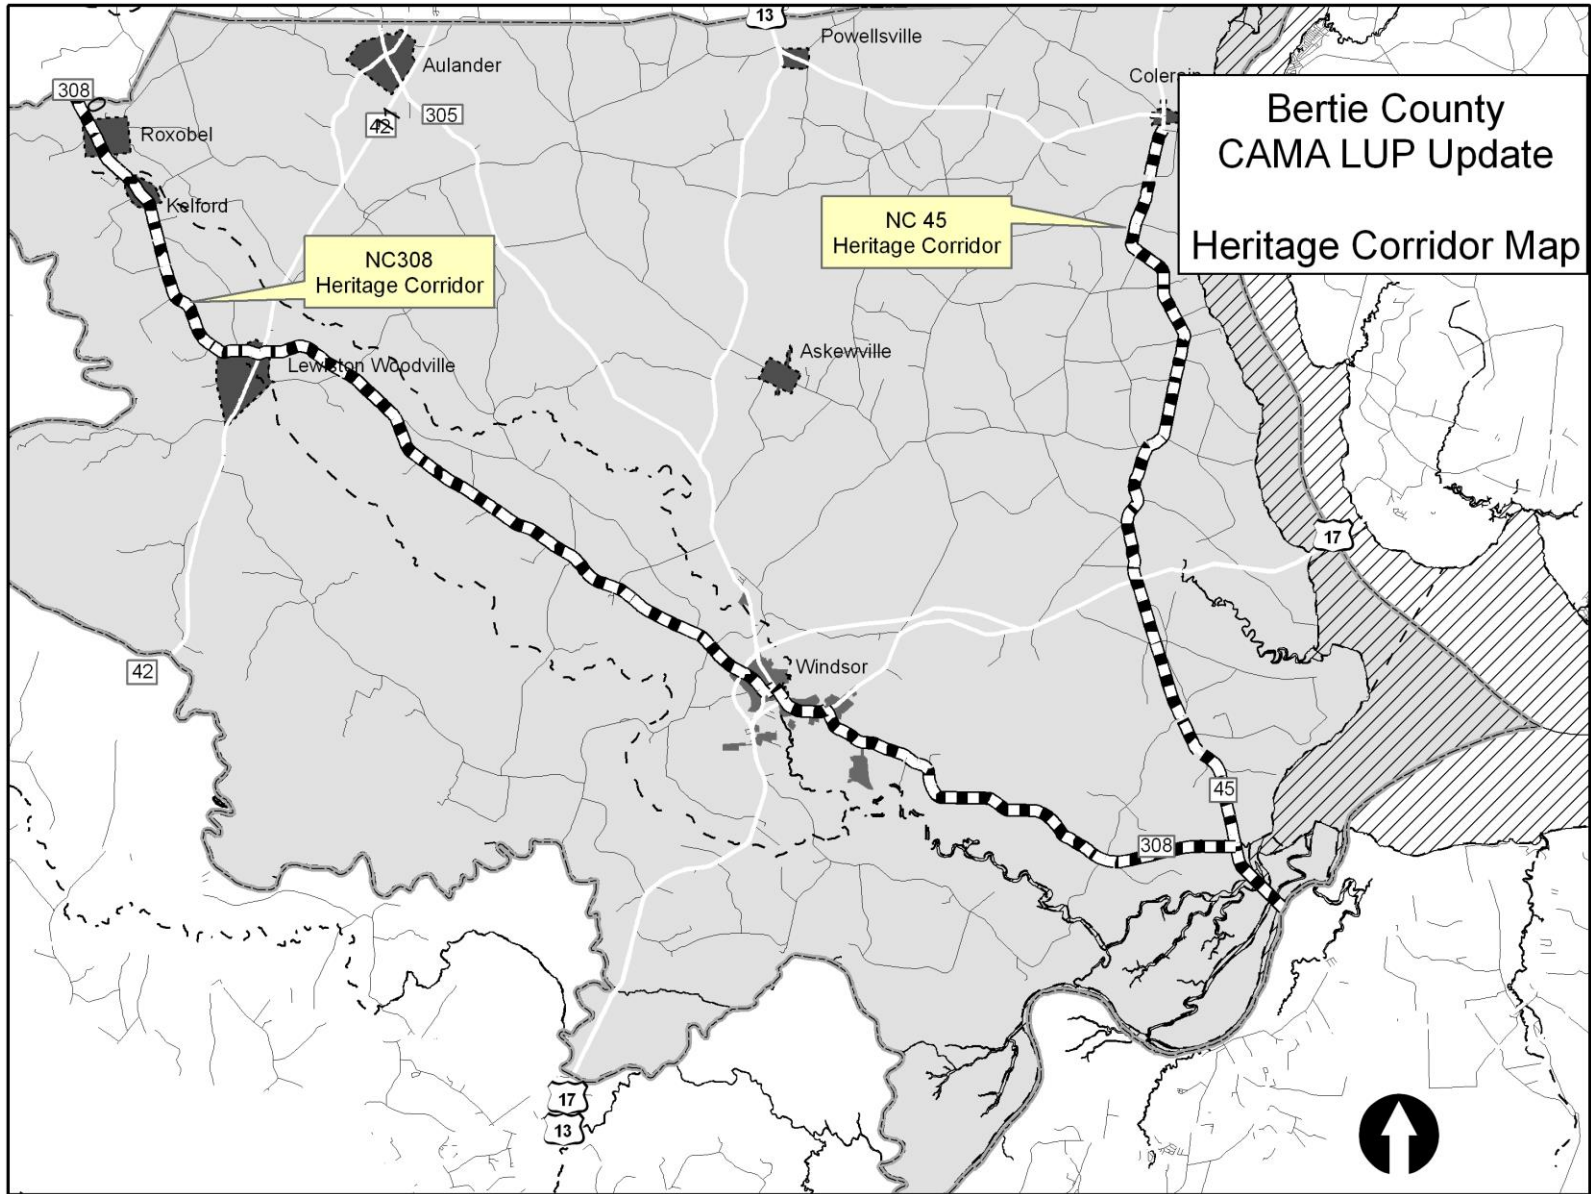 13
Powellsville
Aulander
Colerain
308
Bertie County
CAMA LUP Update
Heritage Corridor Map
42
305
Roxobel
Kelford
NC 45
Heritage Corridor
NC308
Heritage Corridor
Askewville
Lewiston Woodville
17
42
Windsor
45
308
17
13